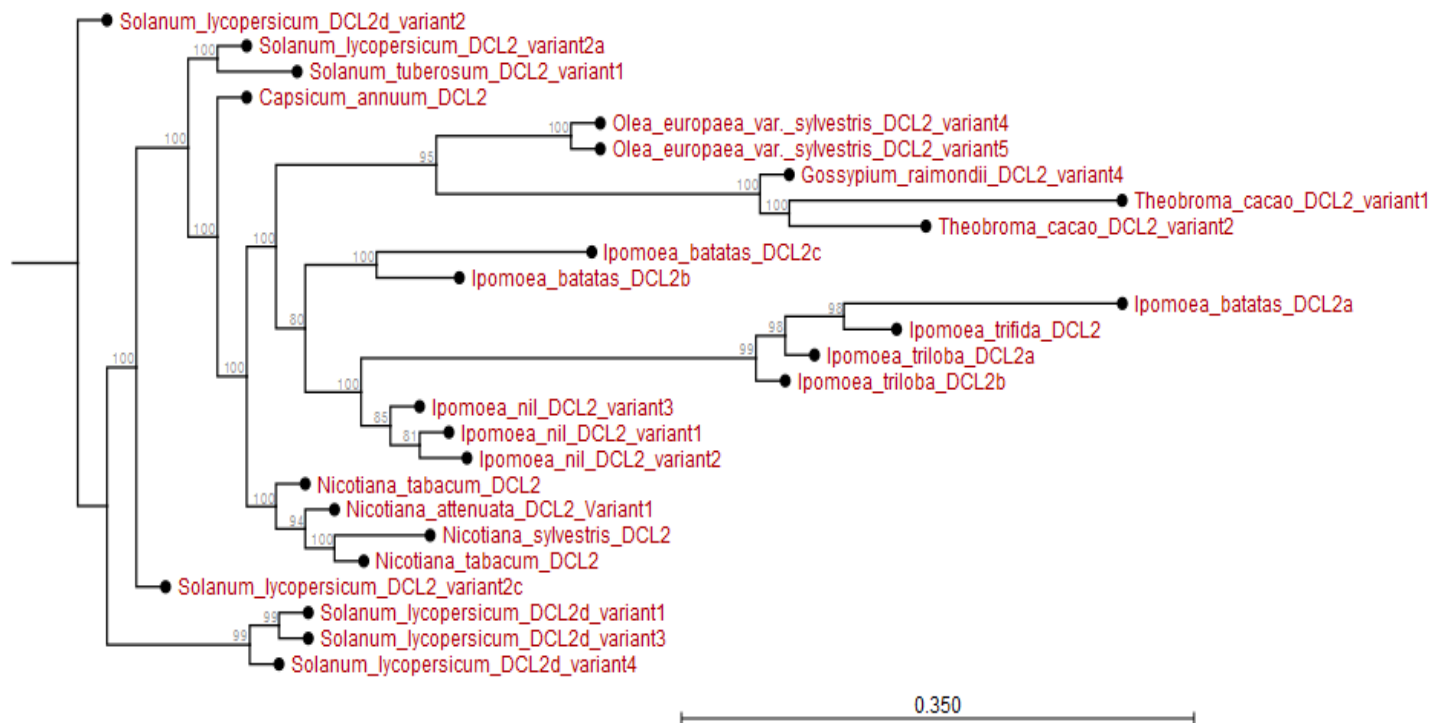 Solanum_lycopersicum_DCL2d_variant2
100 Solanum_lycopersicum_DCL2_variant2a
Solanum_tuberosum_DCL2_variant1
Capsicum_annuum_DCL2
100 Olea_europaea_var._sylvestris_DCL2_variant4
100
Olea_europaea_var._sylvestris_DCL2_variant5
95
Gossypium_raimondii_DCL2_variant4
100
Theobroma_cacao_DCL2_variant1
100
Theobroma_cacao_DCL2_variant2
100
100
Ipomoea_batatas_DCL2c
100
Ipomoea_batatas_DCL2b
Ipomoea_batatas_DCL2a
98
80
Ipomoea_trifida_DCL2
98
Ipomoea_triloba_DCL2a
99
100
100
Ipomoea_triloba_DCL2b
100
Ipomoea_nil_DCL2_variant3
85
Ipomoea_nil_DCL2_variant1
81
Ipomoea_nil_DCL2_variant2
Nicotiana_tabacum_DCL2
100
Nicotiana_attenuata_DCL2_Variant1
94
Nicotiana_sylvestris_DCL2
100
Nicotiana_tabacum_DCL2
Solanum_lycopersicum_DCL2_variant2c
Solanum_lycopersicum_DCL2d_variant1
99
Solanum_lycopersicum_DCL2d_variant3
99
Solanum_lycopersicum_DCL2d_variant4
0.350